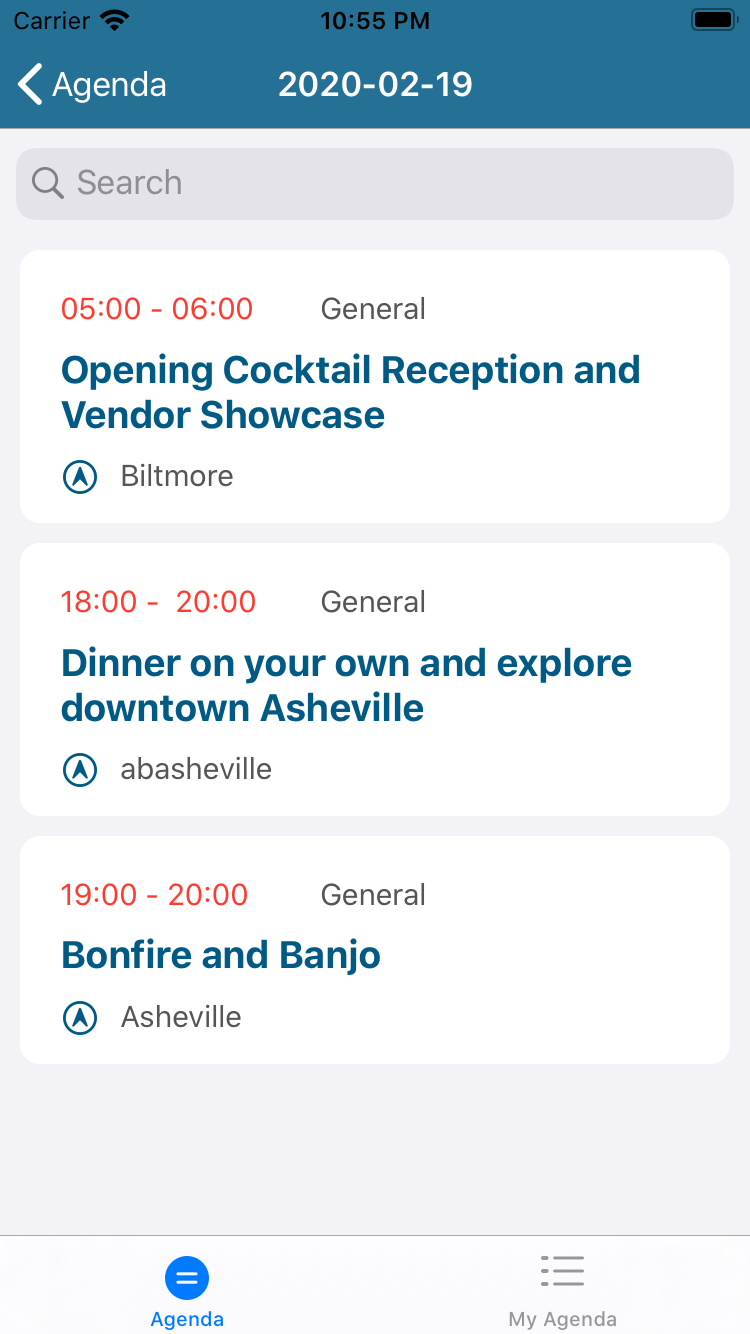 Carrier 10:55 PM
Agenda 2020-02-19
Search
05:00 - 06:00 General
Opening Cocktail Reception and
Vendor Showcase
Biltmore
18:00 -  20:00 General
Dinner on your own and explore
downtown Asheville
abasheville
19:00 - 20:00 General
Bonfire and Banjo
Asheville
Agenda My Agenda